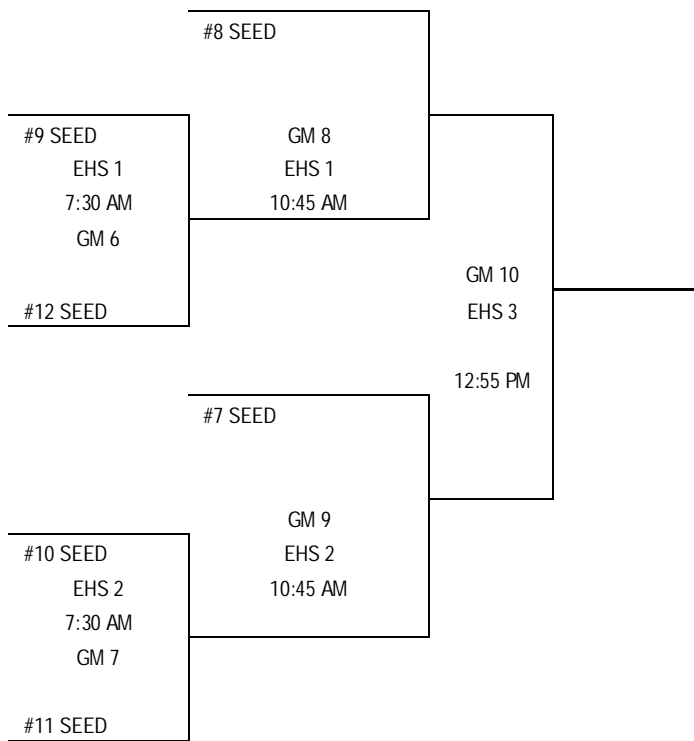 #8 SEED
#9 SEED
EHS 1
7:30 AM
GM 6
#12 SEED
GM 8
EHS 1
10:45 AM
GM 10
EHS 3
12:55 PM
#7 SEED
GM 9
EHS 2
10:45 AM
#10 SEED
EHS 2
7:30 AM
GM 7
#11 SEED